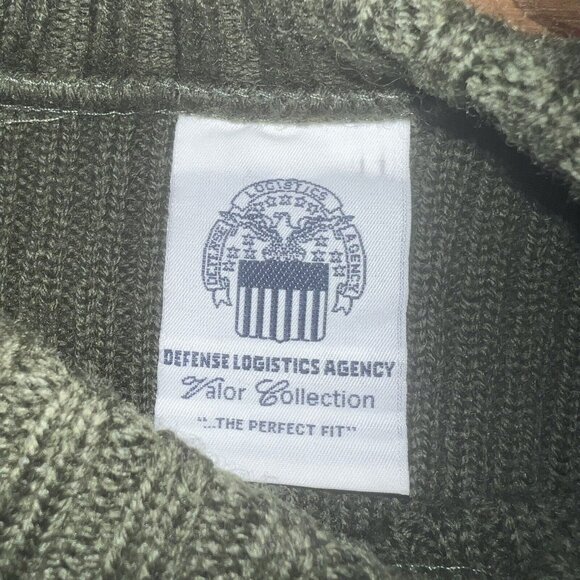 DEFENSE LOGISTICS AGENCY
DEFENSE LOGISTICS AGENCY
Valor Collection
"...THE PERFECT FIT"